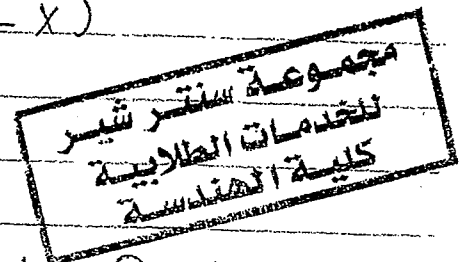 - x)
مجموعة سنتر شير
للخدمات الطلابية
كلية الهندسة